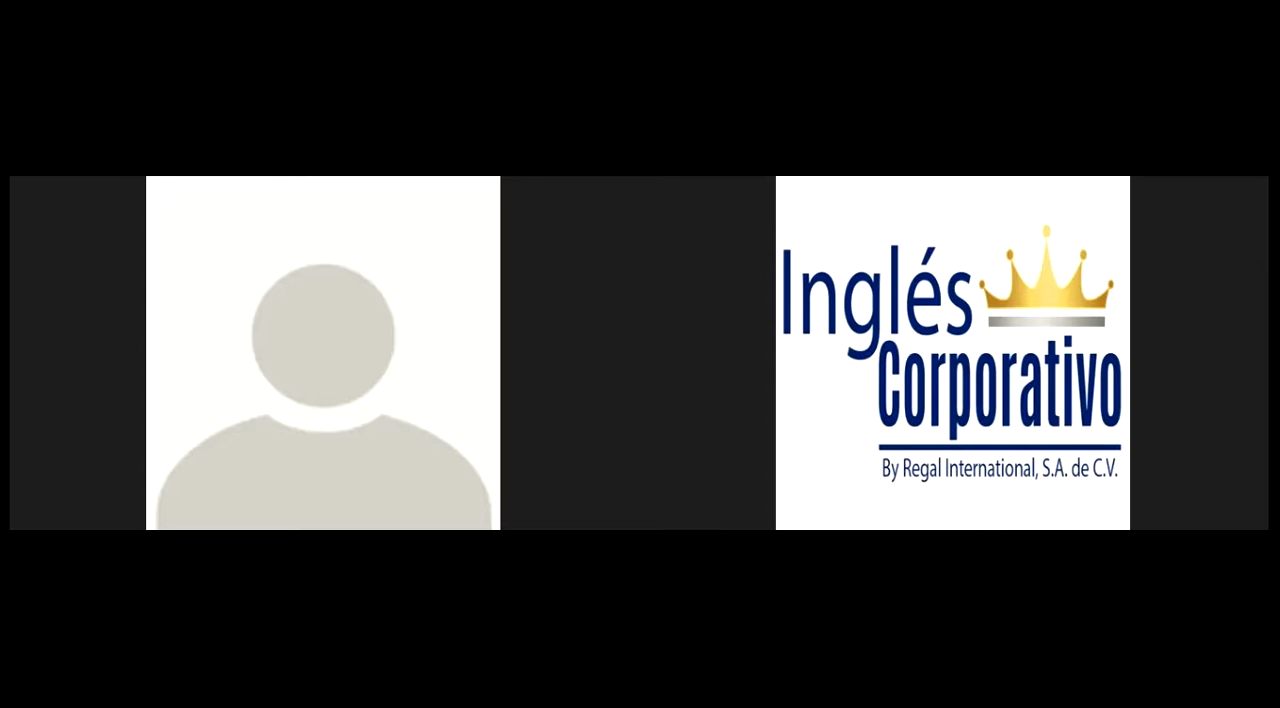 Inglés
Corporativo
By Regal International, S.A. de C.V.